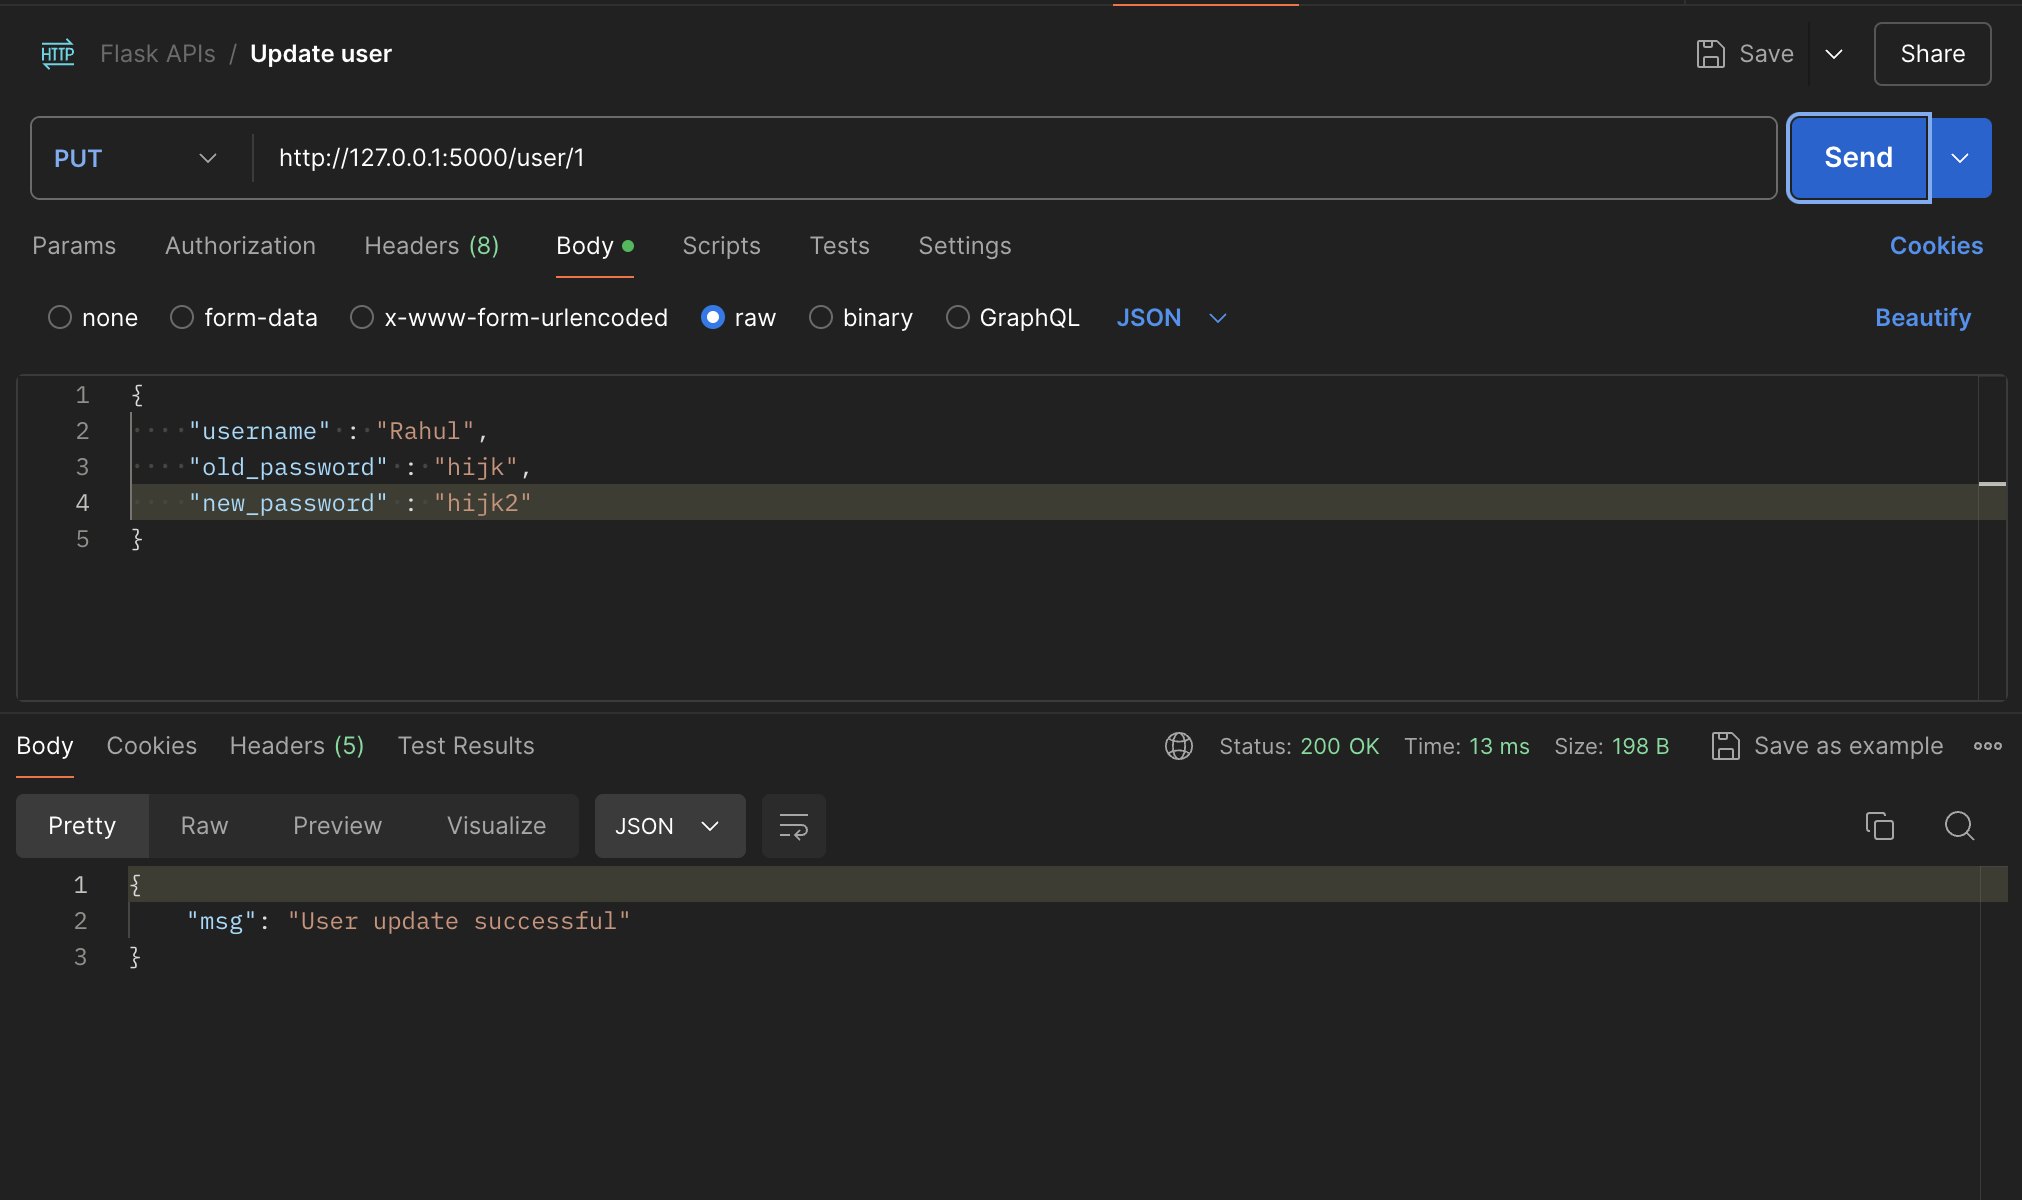 HTTP Flask APIs / Update user Save Share
PUT http://127.0.0.1:5000/user/1 Send
Params Authorization Headers (8) Body Scripts Tests Settings Cookies
none form-data x-www-form-urlencoded raw binary GraphQL JSON Beautify
1 {
2 "username" : "Rahul",
3 "old_password" : "hijk",
4 "new_password" : "hijk2"
5 }
Body Cookies Headers (5) Test Results Status: 200 OK Time: 13 ms Size: 198 B Save as example
Pretty Raw Preview Visualize JSON
1 {
2 "msg": "User update successful"
3 }